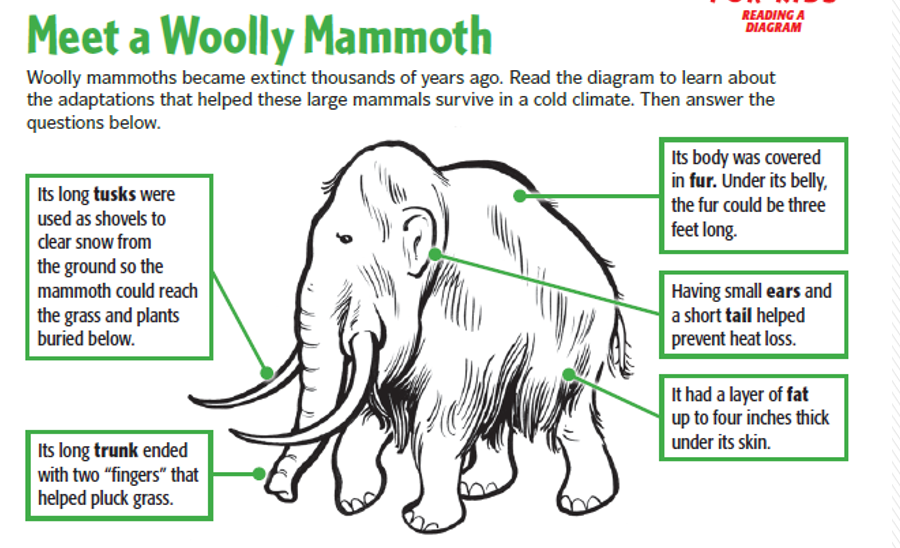 FOR KIDS
READING A
DIAGRAM
Meet a Woolly Mammoth
Woolly mammoths became extinct thousands of years ago. Read the diagram to learn about
the adaptations that helped these large mammals survive in a cold climate. Then answer the
questions below.
Its long tusks were
used as shovels to
clear snow from
the ground so the
mammoth could reach
the grass and plants
buried below.
Its long trunk ended
with two “fingers” that
helped pluck grass.
Its body was covered
in fur. Under its belly,
the fur could be three
feet long.
Having small ears and
a short tail helped
prevent heat loss.
It had a layer of fat
up to four inches thick
under its skin.